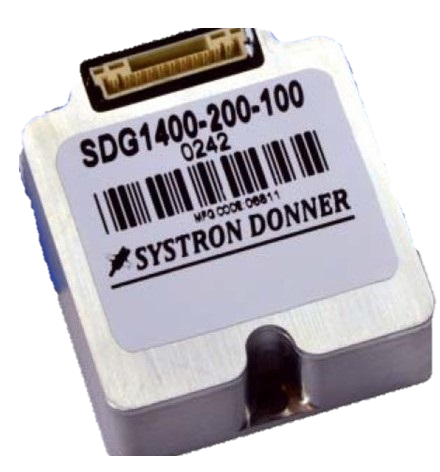 SDG1400-200-100
0242
MFG CODE: 06811
SYSTRON DONNER